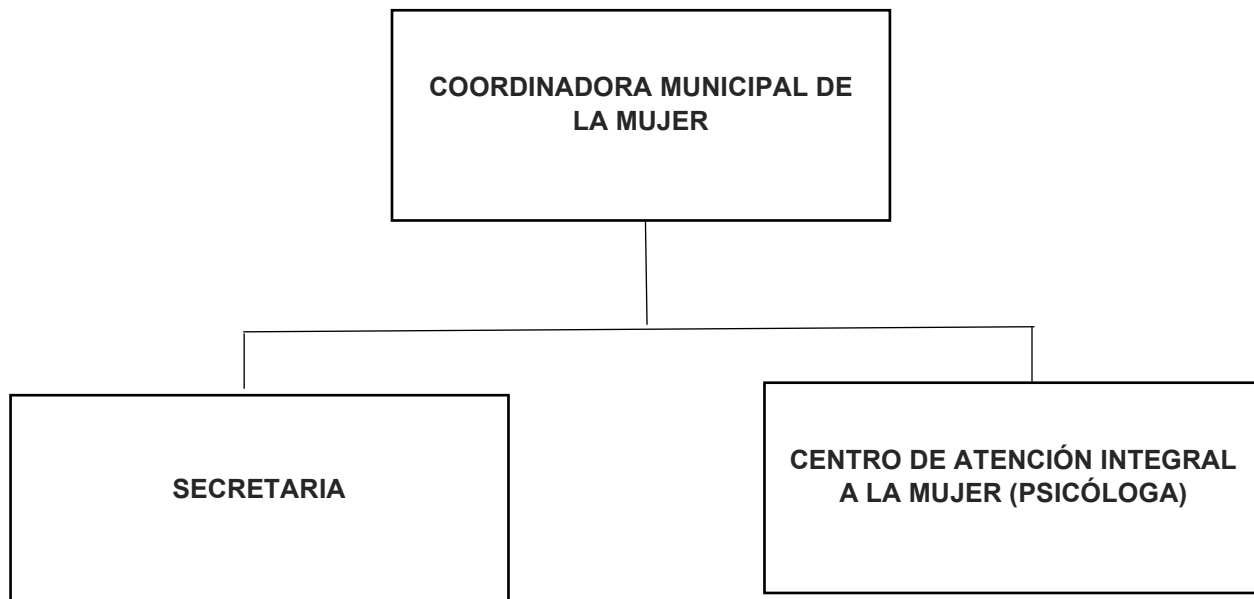 COORDINADORA MUNICIPAL DE
LA MUJER
SECRETARIA
CENTRO DE ATENCIÓN INTEGRAL
A LA MUJER (PSICÓLOGA)